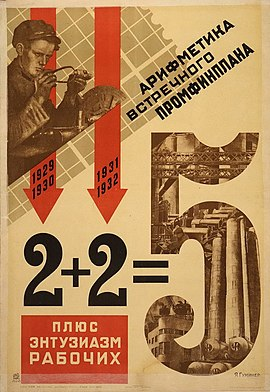 АРИФМЕТИКА
ВСТРЕЧНОГО
ПРОМФИНПЛАНА
1929
1930
1931
1932
2+2=5
ПЛЮС
ЭНТУЗИАЗМ
РАБОЧИХ
Я.ГУМИНЕР